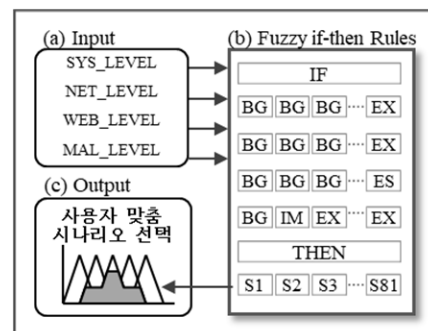 (a) Input
SYS_LEVEL
NET_LEVEL
WEB_LEVEL
MAL_LEVEL
(b) Fuzzy if-then Rules
IF
BG BG BG ···· EX
BG BG BG ···· EX
BG BG BG ···· ES
BG IM EX ···· EX
THEN
S1 S2 S3 ···· S81
(c) Output
사용자 맞춤
시나리오 선택